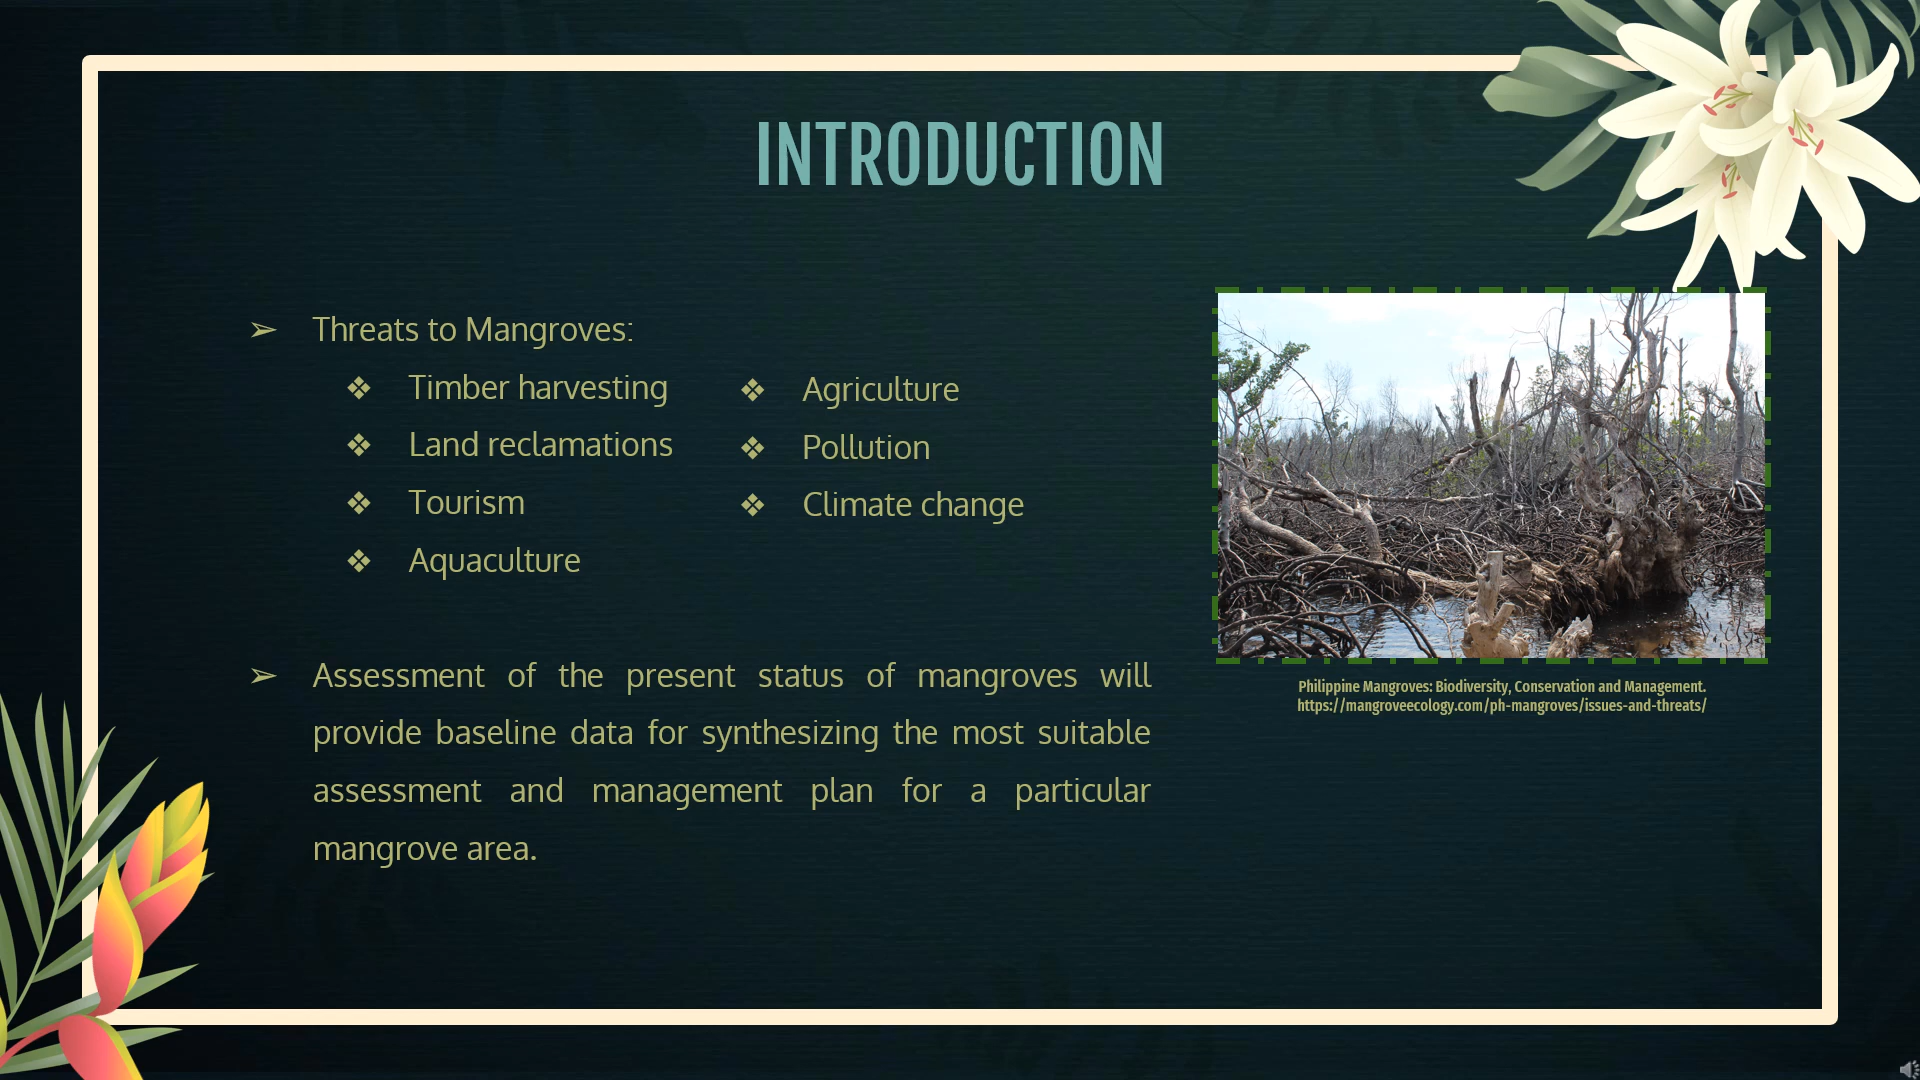 INTRODUCTION
➢ Threats to Mangroves:
❖ Timber harvesting
❖ Land reclamations
❖ Tourism
❖ Aquaculture
❖ Agriculture
❖ Pollution
❖ Climate change
➢ Assessment of the present status of mangroves will
provide baseline data for synthesizing the most suitable
assessment and management plan for a particular
mangrove area.
Philippine Mangroves: Biodiversity, Conservation and Management.
https://mangroveecology.com/ph-mangroves/issues-and-threats/